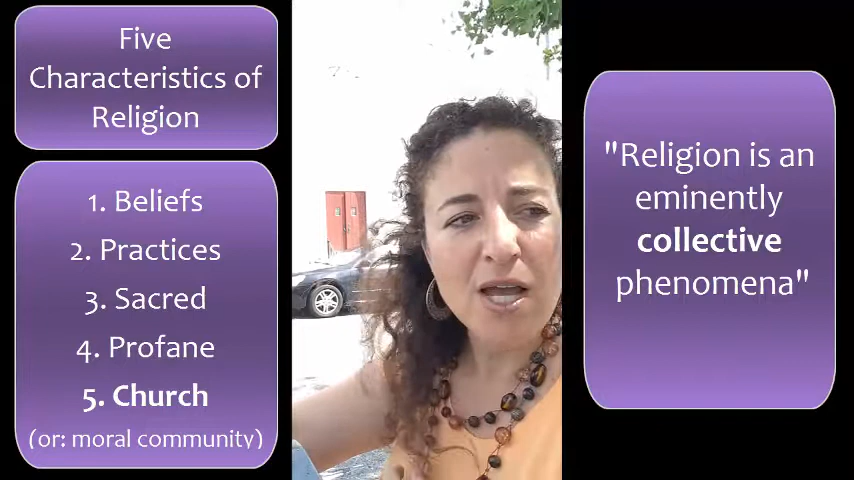 Five
Characteristics of
Religion
1. Beliefs
2. Practices
3. Sacred
4. Profane
5. Church
(or: moral community)
"Religion is an
eminently
collective
phenomena"